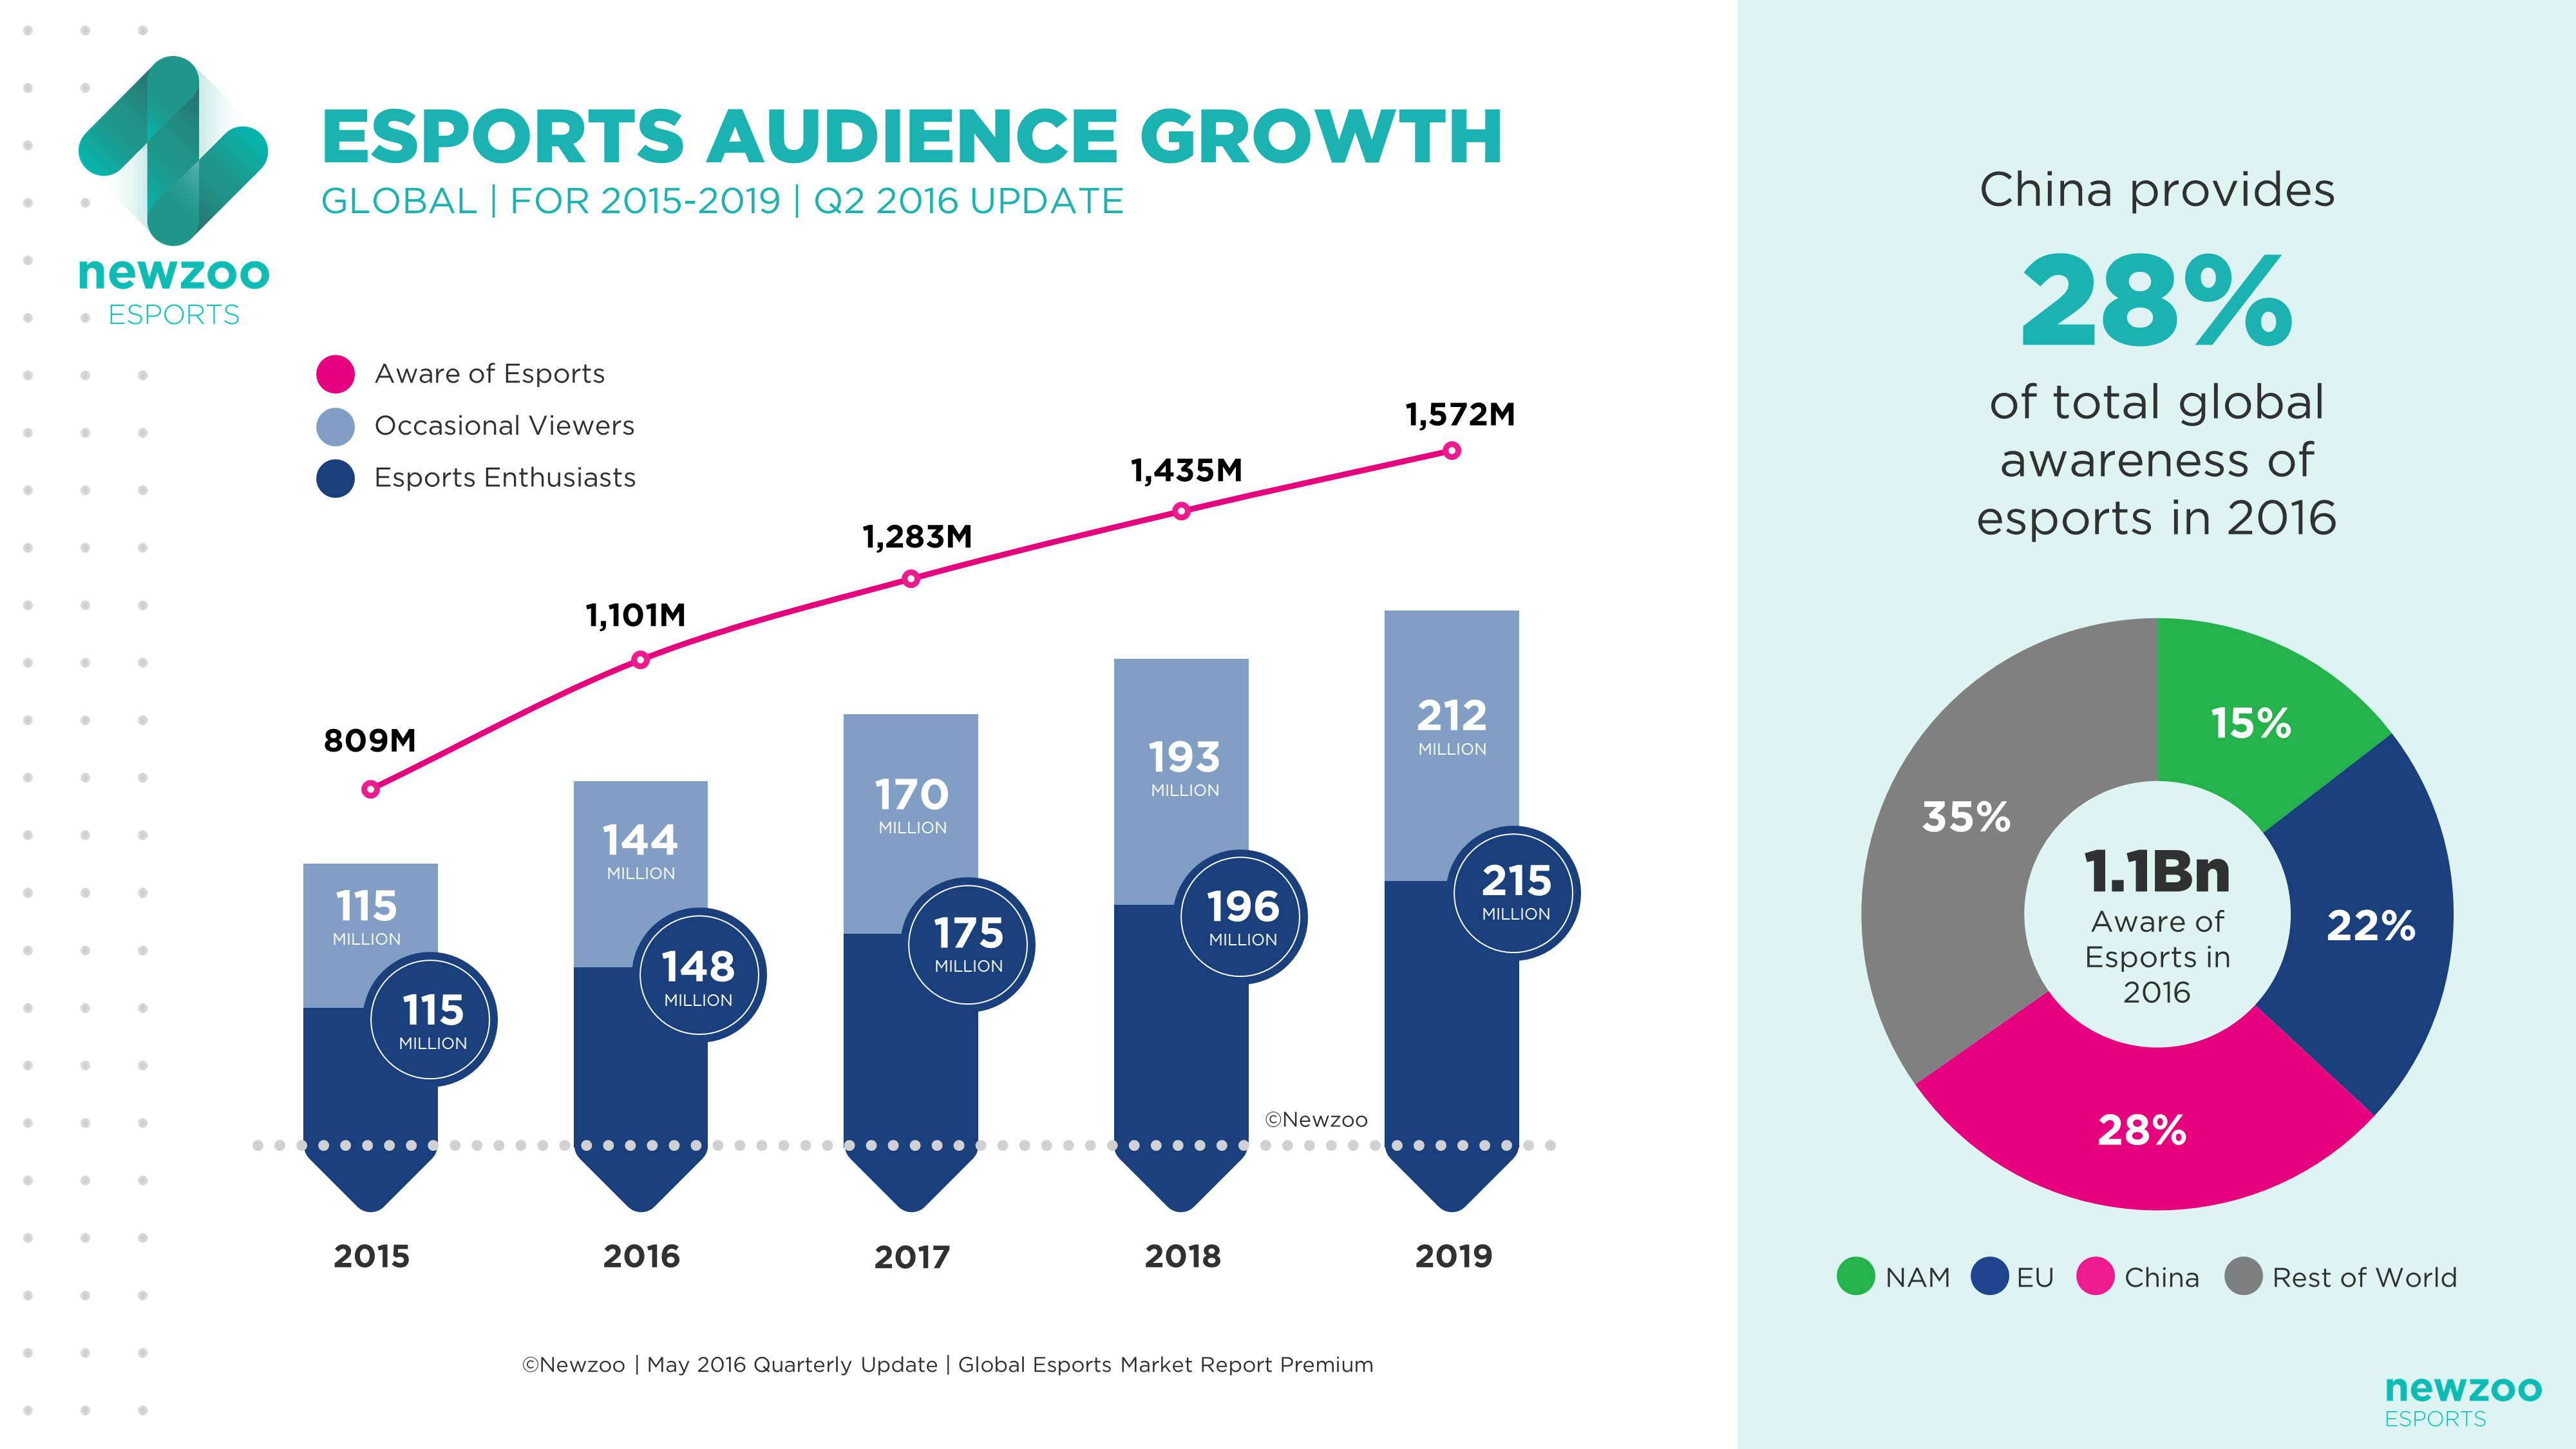 newzoo
ESPORTS
ESPORTS AUDIENCE GROWTH
GLOBAL | FOR 2015-2019 | Q2 2016 UPDATE
Aware of Esports
Occasional Viewers
Esports Enthusiasts
809M
1,101M
1,283M
1,435M
1,572M
115
MILLION
144
MILLION
170
MILLION
193
MILLION
212
MILLION
115
MILLION
148
MILLION
175
MILLION
196
MILLION
215
MILLION
©Newzoo
2015
2016
2017
2018
2019
©Newzoo | May 2016 Quarterly Update | Global Esports Market Report Premium
China provides
28%
of total global
awareness of
esports in 2016
15%
22%
28%
35%
1.1Bn
Aware of
Esports in
2016
NAM
EU
China
Rest of World
newzoo
ESPORTS